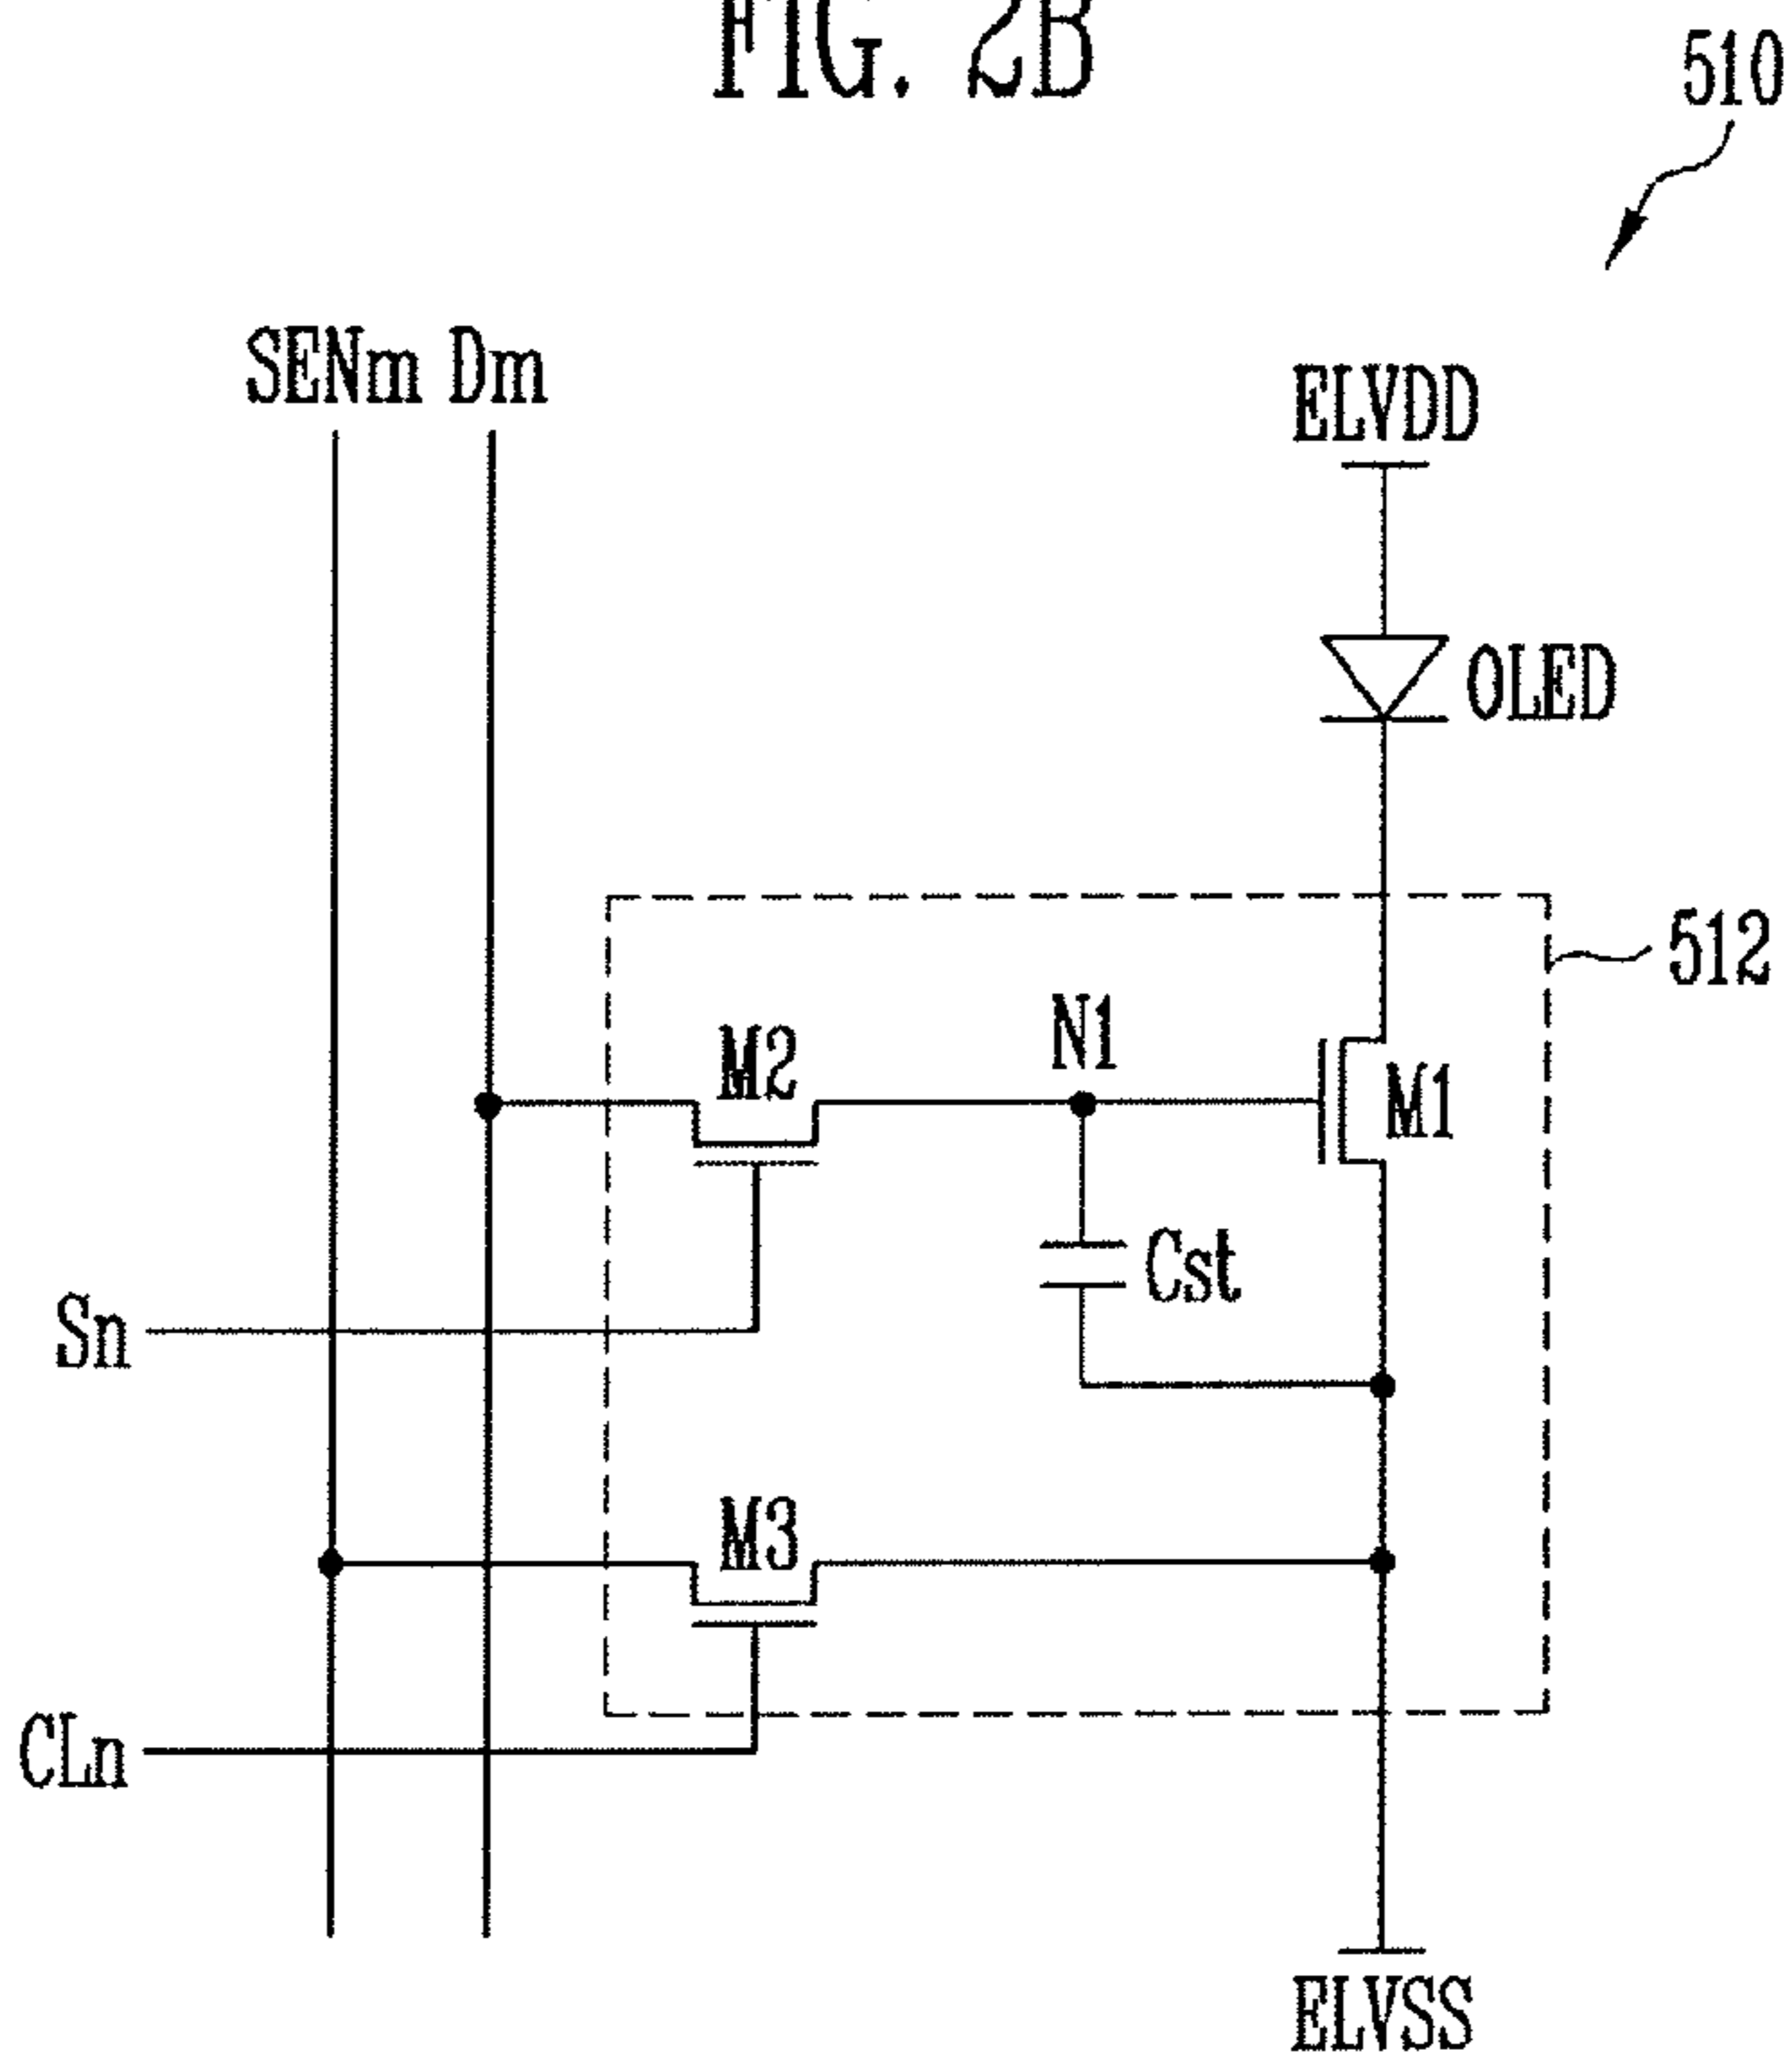 FIG. 2B
510
SENm Dm
ELVDD
OLED
512
M2
N1
M1
Cst
Sn
M3
CLn
ELVSS